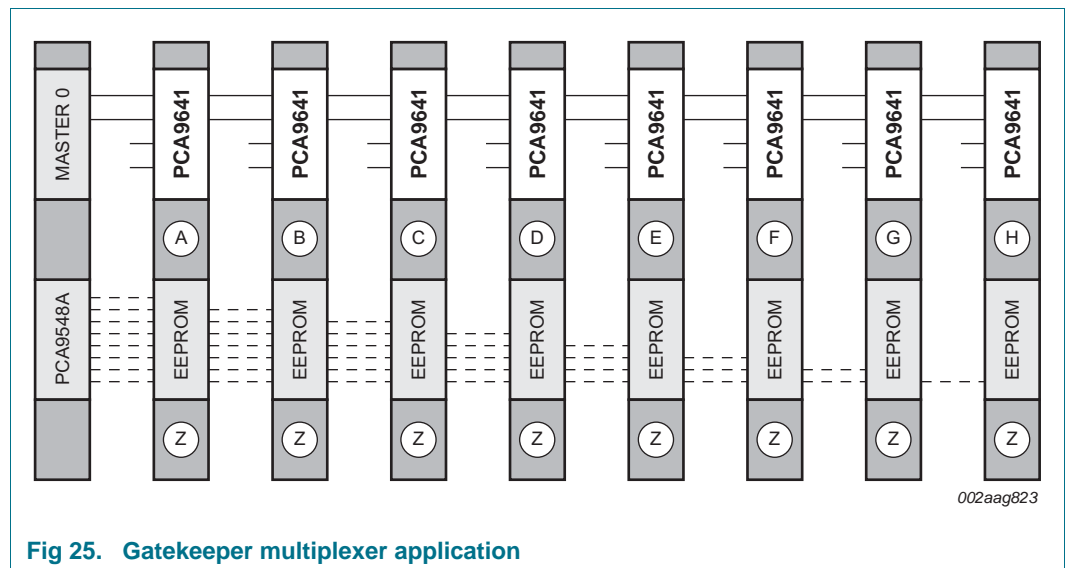 MASTER 0
PCA9641
PCA9641
PCA9641
PCA9641
PCA9641
PCA9641
PCA9641
PCA9641
A
B
C
D
E
F
G
H
PCA9548A
EEPROM
EEPROM
EEPROM
EEPROM
EEPROM
EEPROM
EEPROM
EEPROM
Z
Z
Z
Z
Z
Z
Z
Z
002aag823
Fig 25. Gatekeeper multiplexer application